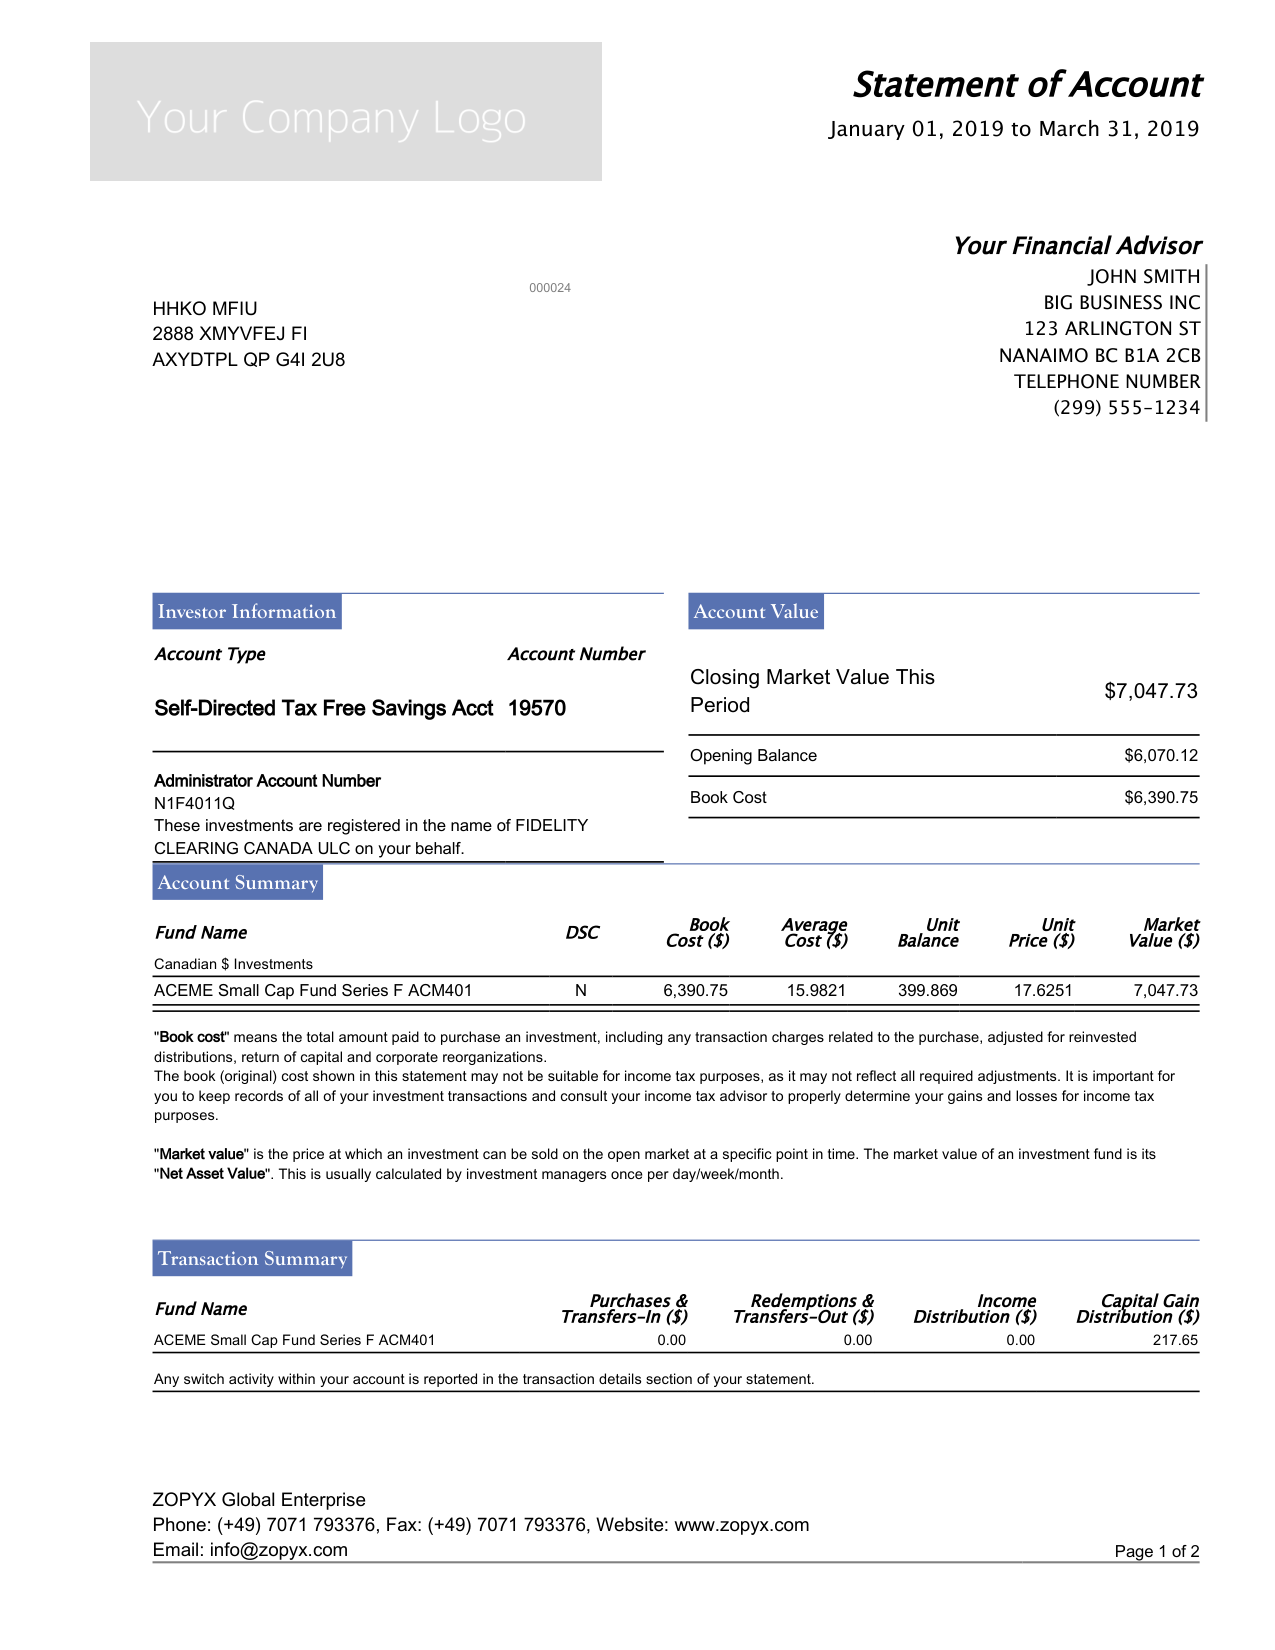 Your Company Logo
Statement of Account
January 01, 2019 to March 31, 2019
Your Financial Advisor
JOHN SMITH
BIG BUSINESS INC
123 ARLINGTON ST
NANAIMO BC B1A 2CB
TELEPHONE NUMBER
(299) 555-1234
000024
HHKO MFIU
2888 XMYVFEJ FI
AXYDTPL QP G4I 2U8
Investor Information
Account Type Account Number
Self-Directed Tax Free Savings Acct 19570
Administrator Account Number
N1F4011Q
These investments are registered in the name of FIDELITY
CLEARING CANADA ULC on your behalf.
Account Value
Closing Market Value This
Period $7,047.73
Opening Balance $6,070.12
Book Cost $6,390.75
Account Summary
Fund Name DSC Book Cost ($) Average Cost ($) Unit Balance Unit Price ($) Market Value ($)
Canadian $ Investments
ACEME Small Cap Fund Series F ACM401 N 6,390.75 15.9821 399.869 17.6251 7,047.73
"Book cost" means the total amount paid to purchase an investment, including any transaction charges related to the purchase, adjusted for reinvested
distributions, return of capital and corporate reorganizations.
The book (original) cost shown in this statement may not be suitable for income tax purposes, as it may not reflect all required adjustments. It is important for
you to keep records of all of your investment transactions and consult your income tax advisor to properly determine your gains and losses for income tax
purposes.
"Market value" is the price at which an investment can be sold on the open market at a specific point in time. The market value of an investment fund is its
"Net Asset Value". This is usually calculated by investment managers once per day/week/month.
Transaction Summary
Fund Name Purchases & Transfers-In ($) Redemptions & Transfers-Out ($) Income Distribution ($) Capital Gain Distribution ($)
ACEME Small Cap Fund Series F ACM401 0.00 0.00 0.00 217.65
Any switch activity within your account is reported in the transaction details section of your statement.
ZOPYX Global Enterprise
Phone: (+49) 7071 793376, Fax: (+49) 7071 793376, Website: www.zopyx.com
Email: info@zopyx.com
Page 1 of 2